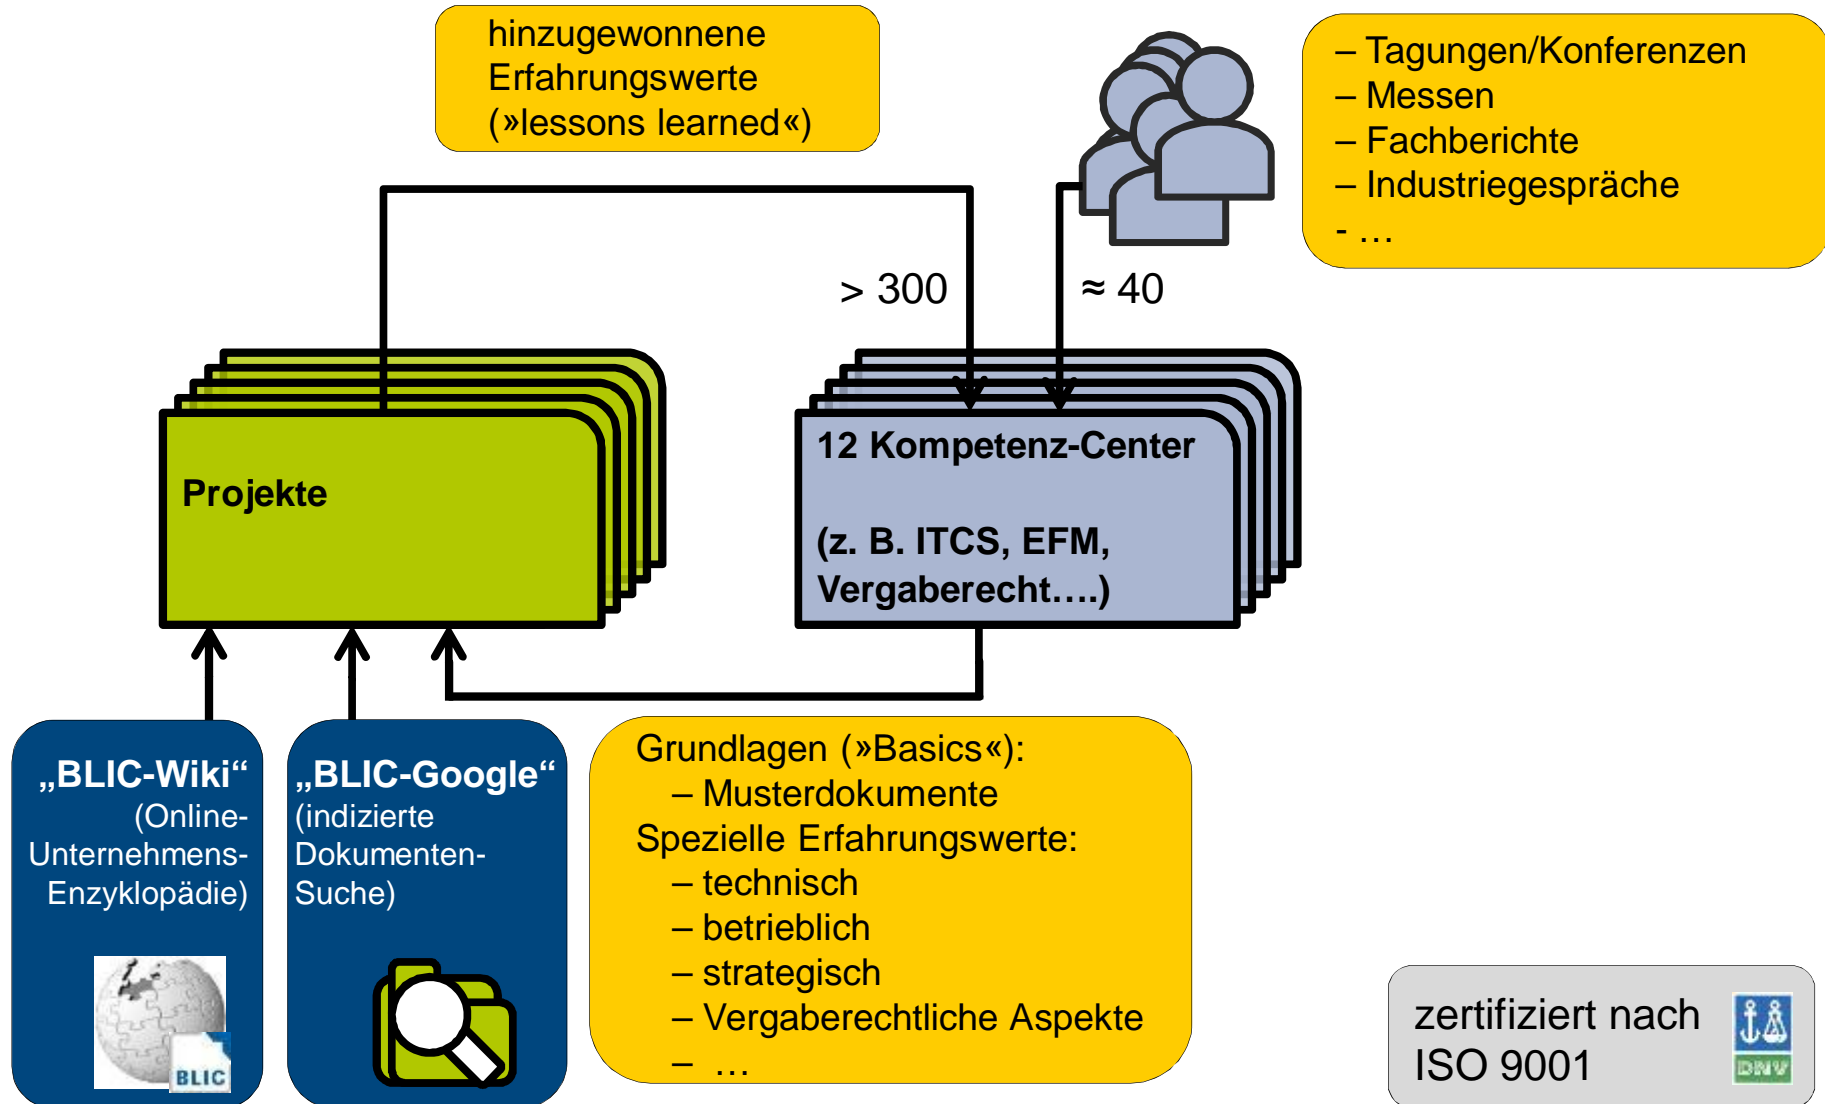 hinzugewonnene
Erfahrungswerte
(»lessons learned«)
– Tagungen/Konferenzen
– Messen
– Fachberichte
– Industriegespräche
- …
> 300
≈ 40
Projekte
12 Kompetenz-Center
(z. B. ITCS, EFM,
Vergaberecht….)
„BLIC-Wiki“
(Online-
Unternehmens-
Enzyklopädie)
BLIC
„BLIC-Google“
(indizierte
Dokumenten-
Suche)
Grundlagen (»Basics«):
– Musterdokumente
Spezielle Erfahrungswerte:
– technisch
– betrieblich
– strategisch
– Vergaberechtliche Aspekte
– …
zertifiziert nach
ISO 9001
DNV